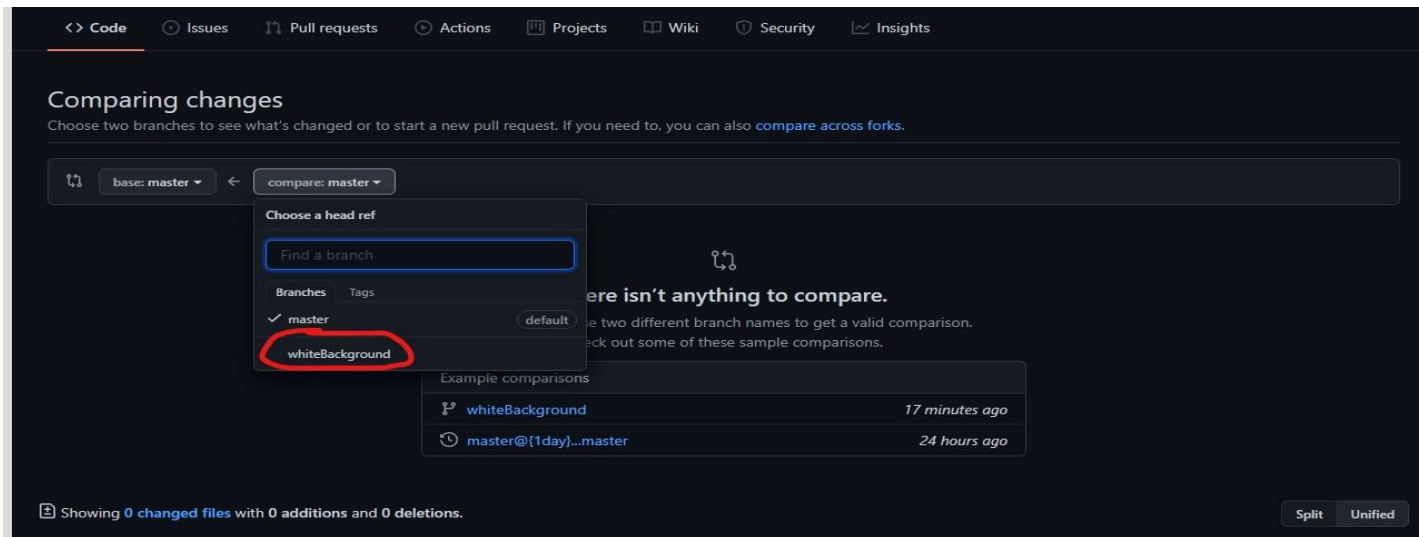 <> Code Issues Pull requests Actions Projects Wiki Security Insights
Comparing changes
Choose two branches to see what's changed or to start a new pull request. If you need to, you can also compare across forks.
base: master ← compare: master
Choose a head ref
Find a branch
Branches Tags
ere isn't anything to compare.
master default
e two different branch names to get a valid comparison.
eck out some of these sample comparisons.
whiteBackground
Example comparisons
whiteBackground 17 minutes ago
master@{1day}...master 24 hours ago
Showing 0 changed files with 0 additions and 0 deletions.
Split Unified